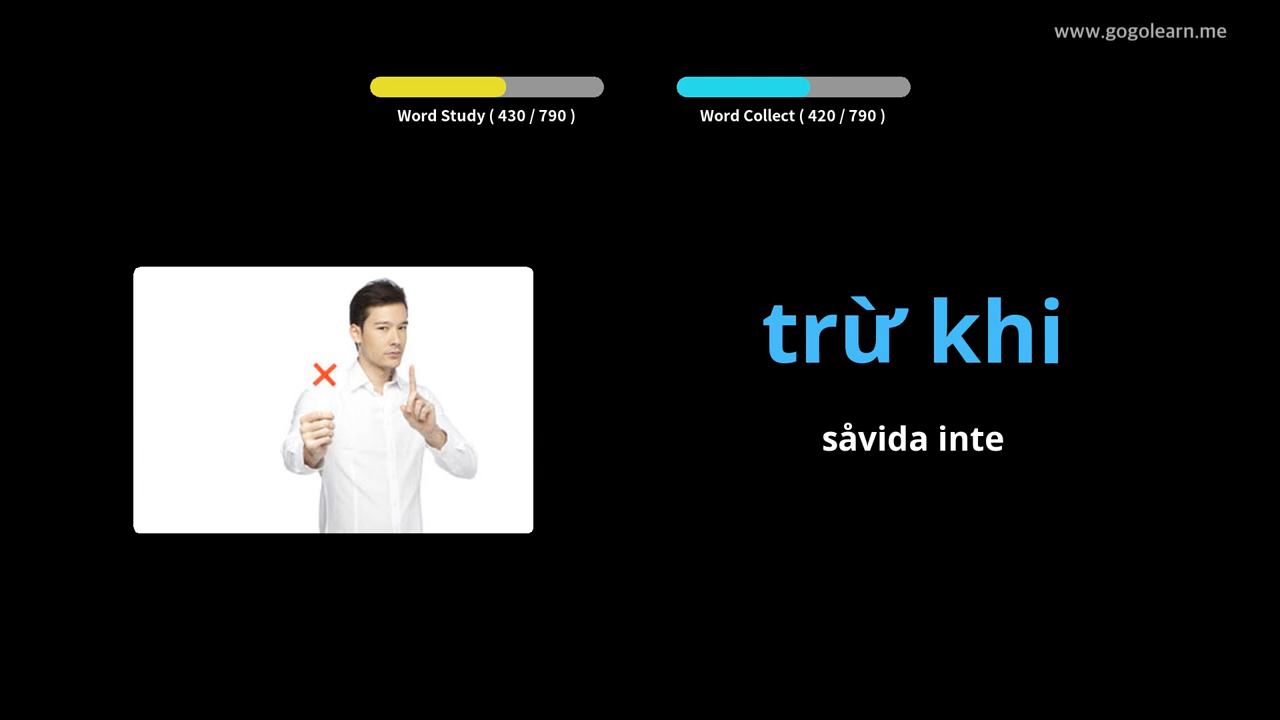 www.gogolearn.me
Word Study ( 430 / 790 )
Word Collect ( 420 / 790 )
trừ khi
såvida inte